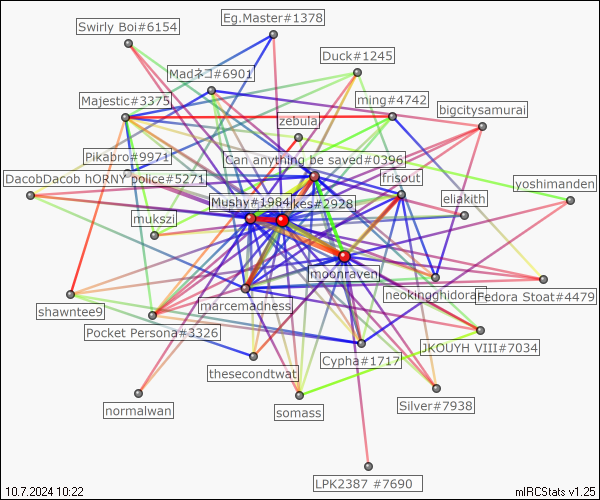 Swirly Boi#6154
Eg.Master#1378
Duck#1245
Madネコ#6901
Majestic#3375
ming#4742
bigcitysamurai
zebula
Pikabro#9971
Can anything be saved#0396
DacobDacob hORNY police#5271
frisout
yoshimanden
Mushy#1984
kes#2928
eliakith
mukszi
moonraven
neokingghidorah
Fedora Stoat#4479
shawntee9
marcemadness
Pocket Persona#3326
JKOUYH VIII#7034
Cypha#1717
thesecondtwat
Silver#7938
normalwan
somass
LPK2387 #7690
10.7.2024 10:22
mIRCStats v1.25